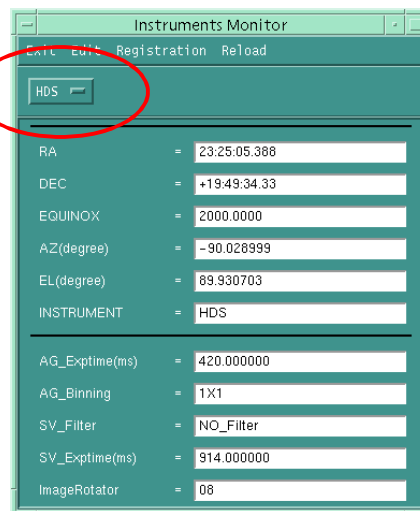 Instruments Monitor
Exit Edit Registration Reload
HDS
RA = 23:25:05.388
DEC = +19:49:34.33
EQUINOX = 2000.0000
AZ(degree) = -90.028999
EL(degree) = 89.930703
INSTRUMENT = HDS
AG_Exptime(ms) = 420.000000
AG_Binning = 1X1
SV_Filter = NO_Filter
SV_Exptime(ms) = 914.000000
ImageRotator = 08